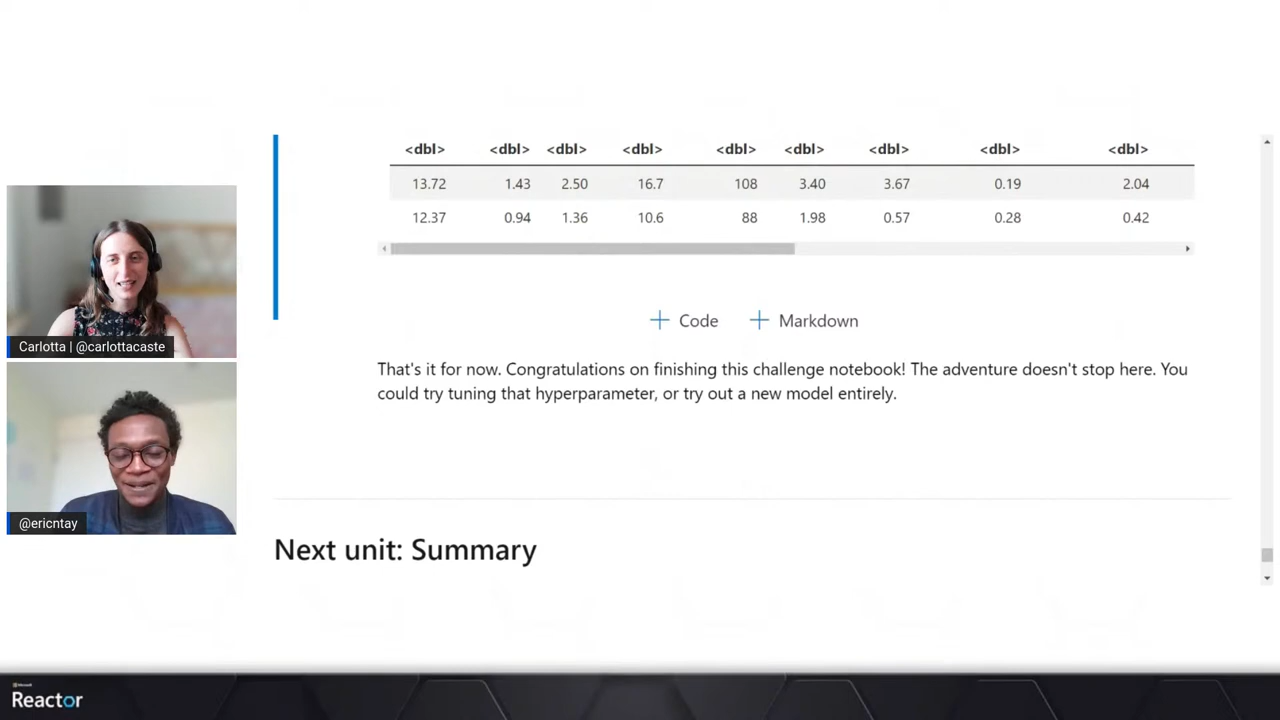 <dbl> <dbl> <dbl> <dbl> <dbl> <dbl> <dbl> <dbl> <dbl>
13.72 1.43 2.50 16.7 108 3.40 3.67 0.19 2.04
12.37 0.94 1.36 10.6 88 1.98 0.57 0.28 0.42
Code Markdown
Carlotta | @carlottacaste
That's it for now. Congratulations on finishing this challenge notebook! The adventure doesn't stop here. You
could try tuning that hyperparameter, or try out a new model entirely.
@ericntay
Next unit: Summary
Microsoft
Reactor